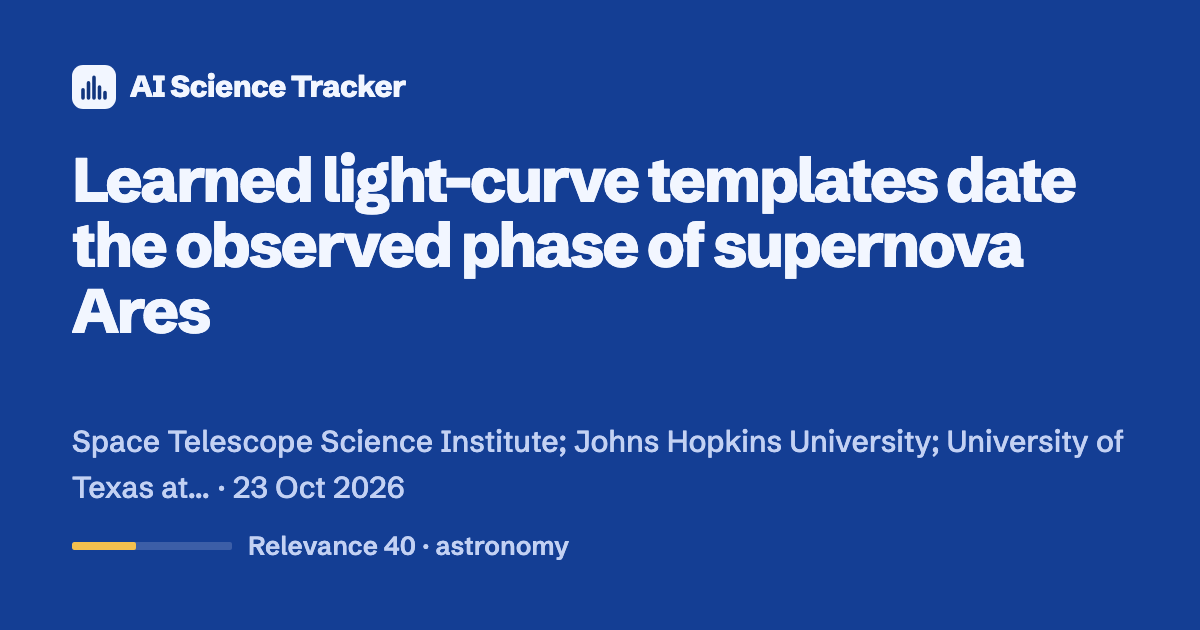 AI Science Tracker
Learned light-curve templates date
the observed phase of supernova
Ares
Space Telescope Science Institute; Johns Hopkins University; University of
Texas at... · 23 Oct 2026
Relevance 40 · astronomy